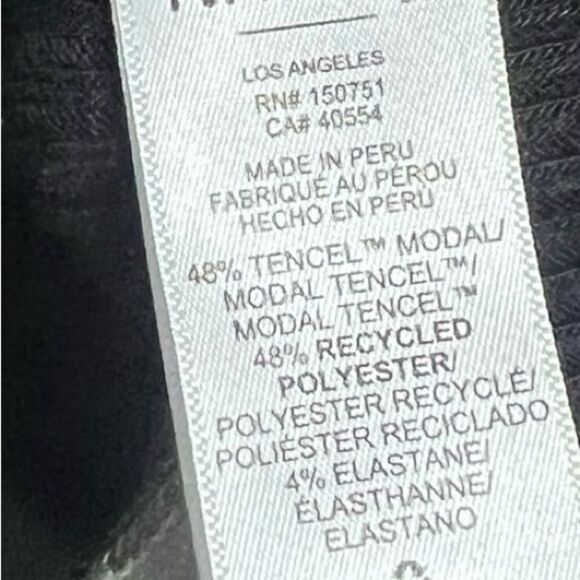 LOS ANGELES
RN# 150751
CA# 40554
MADE IN PERU
FABRIQUÉ AU PÉROU
HECHO EN PERU
48% TENCEL™ MODAL/
MODAL TENCEL™/
MODAL TENCEL™
48% RECYCLED
POLYESTER/
POLYESTER RECYCLÉ/
POLIÉSTER RECICLADO
4% ELASTANE/
ÉLASTHANNE/
ELASTANO